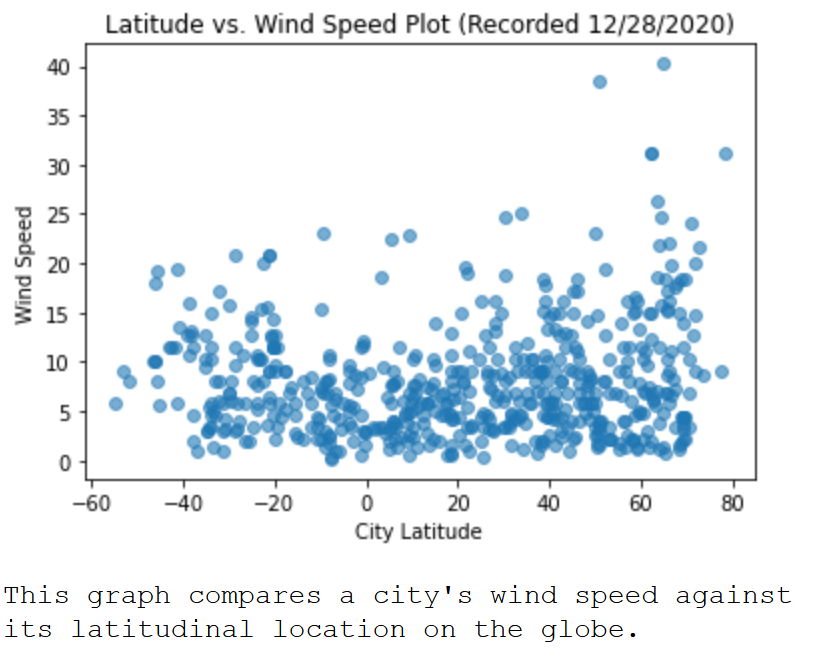 Latitude vs. Wind Speed Plot (Recorded 12/28/2020)
40
35
30
25
20
15
10
5
0
Wind Speed
−60 −40 −20 0 20 40 60 80
City Latitude
This graph compares a city's wind speed against
its latitudinal location on the globe.